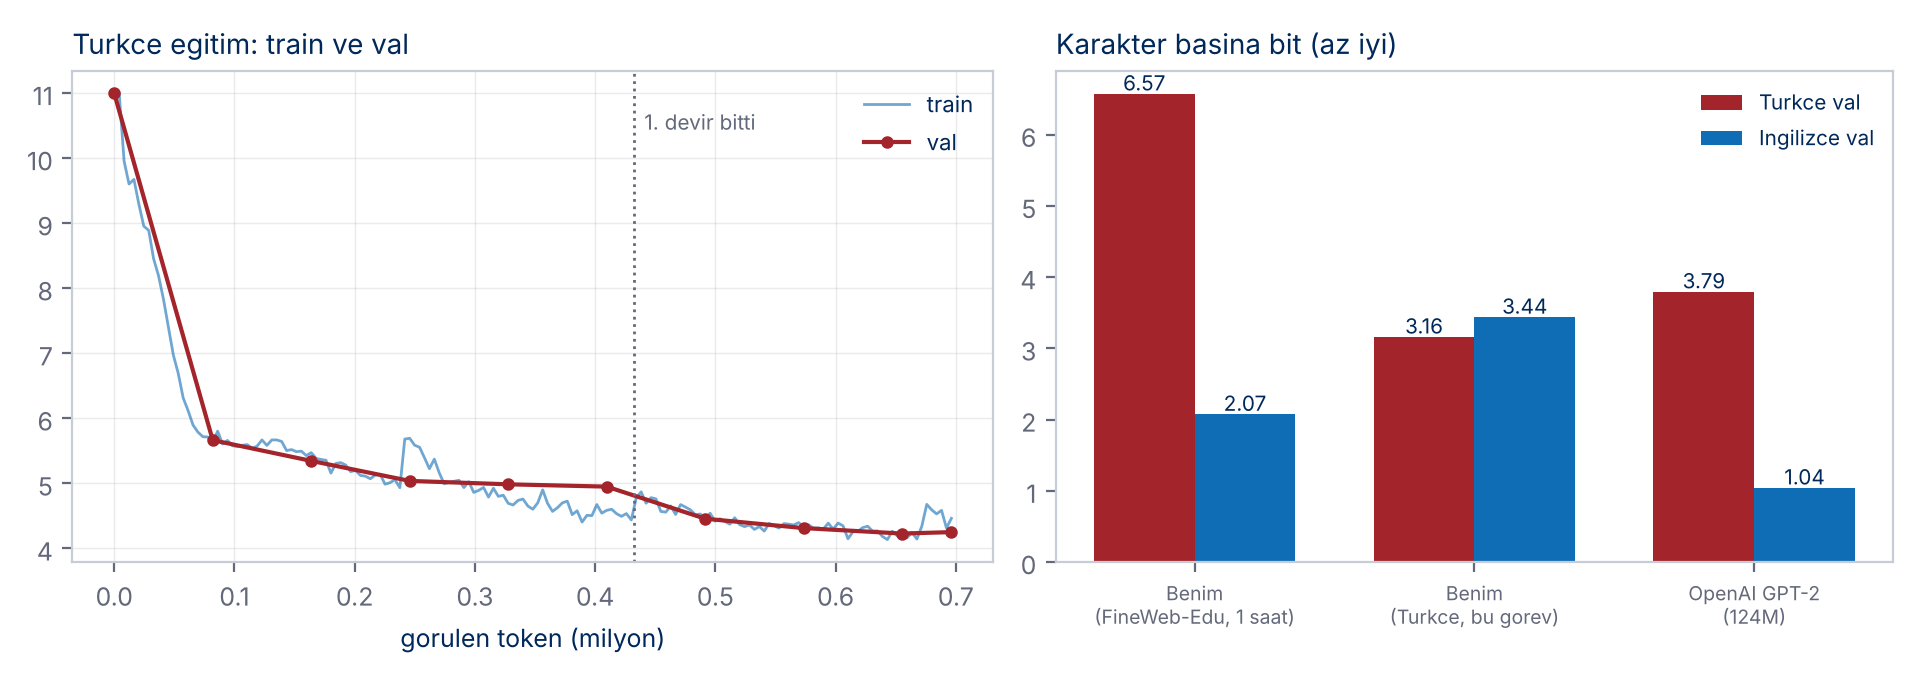 Turkce egitim: train ve val
11
10
9
8
7
6
5
4
1. devir bitti
train
val
0.0 0.1 0.2 0.3 0.4 0.5 0.6 0.7
gorulen token (milyon)
Karakter basina bit (az iyi)
6
5
4
3
2
1
0
6.57
2.07
3.16
3.44
3.79
1.04
Turkce val
Ingilizce val
Benim
(FineWeb-Edu, 1 saat)
Benim
(Turkce, bu gorev)
OpenAI GPT-2
(124M)